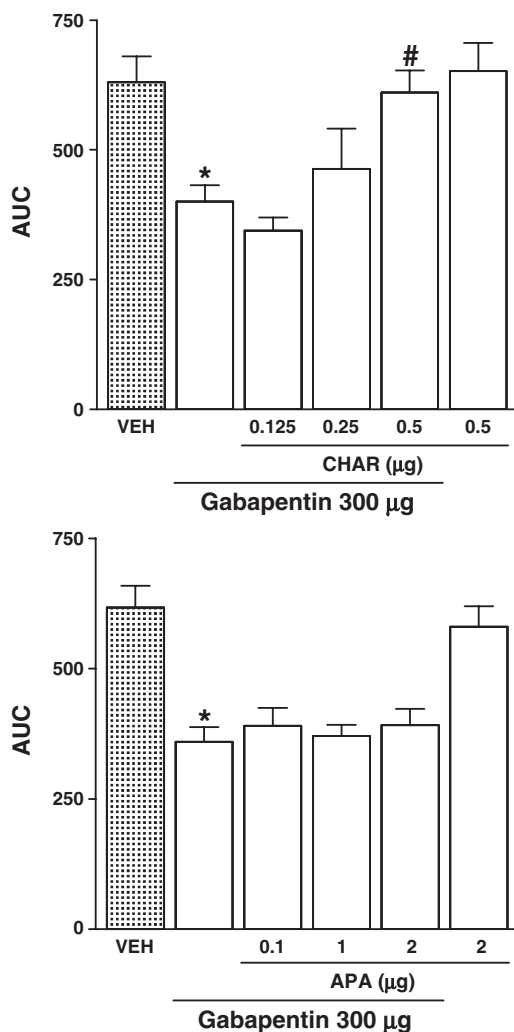 750
#
500
*
AUC
250
0
VEH 0.125 0.25 0.5 0.5
CHAR (μg)
Gabapentin 300 μg
750
500
*
AUC
250
0
VEH 0.1 1 2 2
APA (μg)
Gabapentin 300 μg